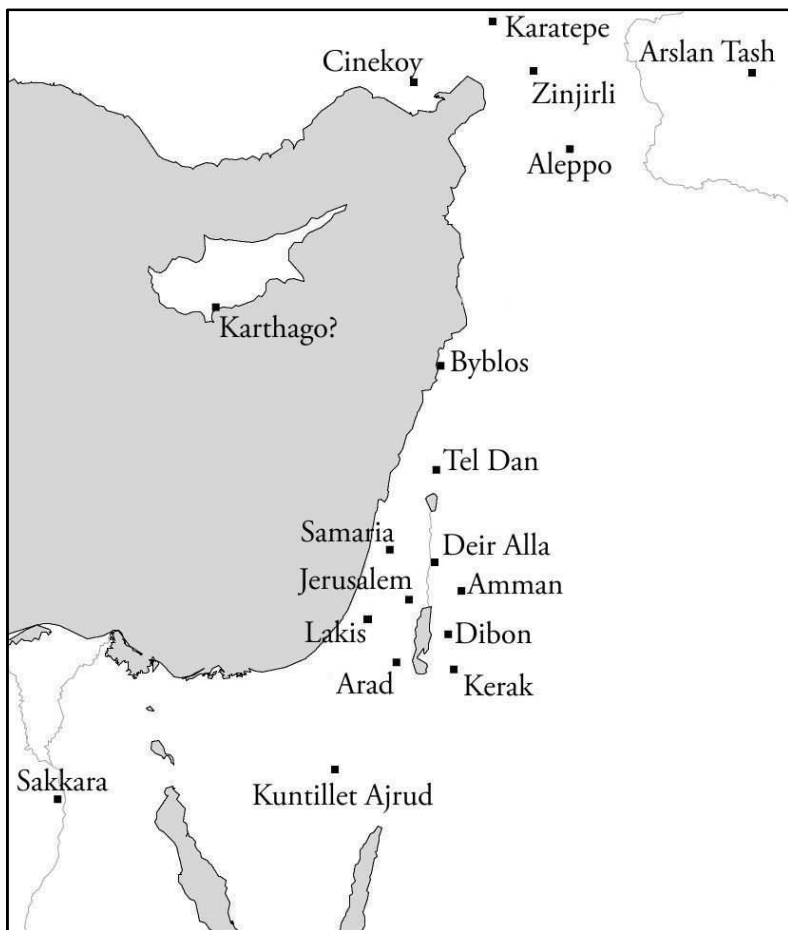 Karatepe
Arslan Tash
Cinekoy
Zinjirli
Aleppo
Karthago?
Byblos
Tel Dan
Samaria
Deir Alla
Jerusalem
Amman
Lakis
Dibon
Arad
Kerak
Sakkara
Kuntillet Ajrud